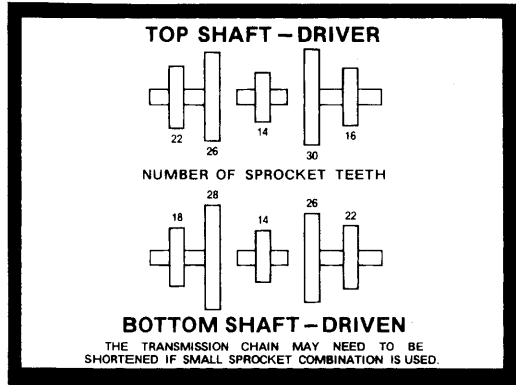 TOP SHAFT – DRIVER
22 26 14 30 16
NUMBER OF SPROCKET TEETH
18 28 14 26 22
BOTTOM SHAFT – DRIVEN
THE TRANSMISSION CHAIN MAY NEED TO BE
SHORTENED IF SMALL SPROCKET COMBINATION IS USED.